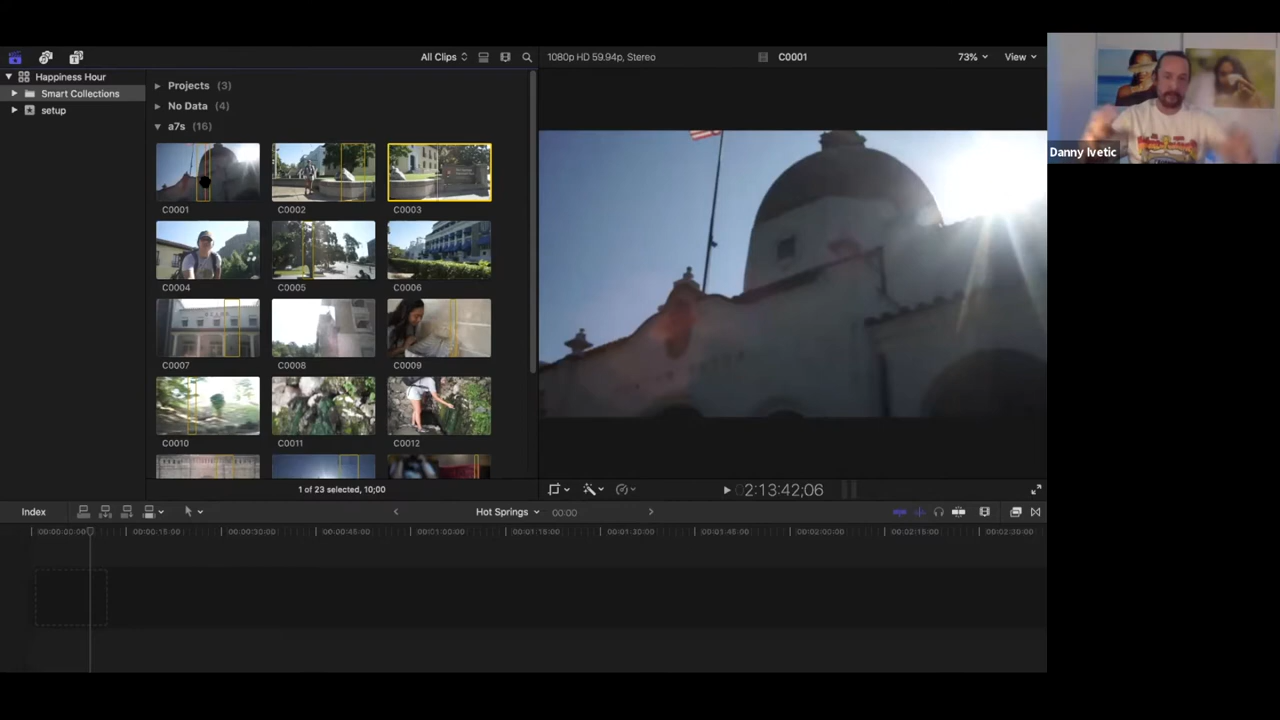 All Clips
1080p HD 59.94p, Stereo
C0001
73%
View
Happiness Hour
Smart Collections
setup
Projects (3)
No Data (4)
a7s (16)
C0001
C0002
C0003
C0004
C0005
C0006
C0007
C0008
C0009
C0010
C0011
C0012
1 of 23 selected, 10;00
2:13:42;06
Danny Ivetic
Index
Hot Springs
00:00
00:00:00:00
00:00:15:00
00:00:30:00
00:00:45:00
00:01:00:00
00:01:15:00
00:01:30:00
00:01:45:00
00:02:00:00
00:02:15:00
00:02:30:00